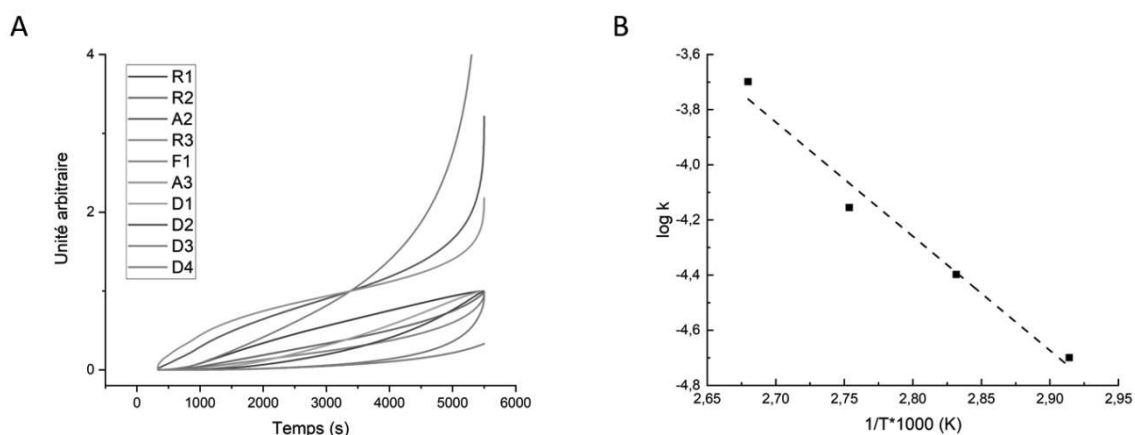 A
Unité arbitraire
4
2
0
R1
R2
A2
R3
F1
A3
D1
D2
D3
D4
0
1000
2000
3000
4000
5000
6000
Temps (s)
B
log k
-3,6
-3,8
-4,0
-4,2
-4,4
-4,6
-4,8
2,65
2,70
2,75
2,80
2,85
2,90
2,95
1/T*1000 (K)